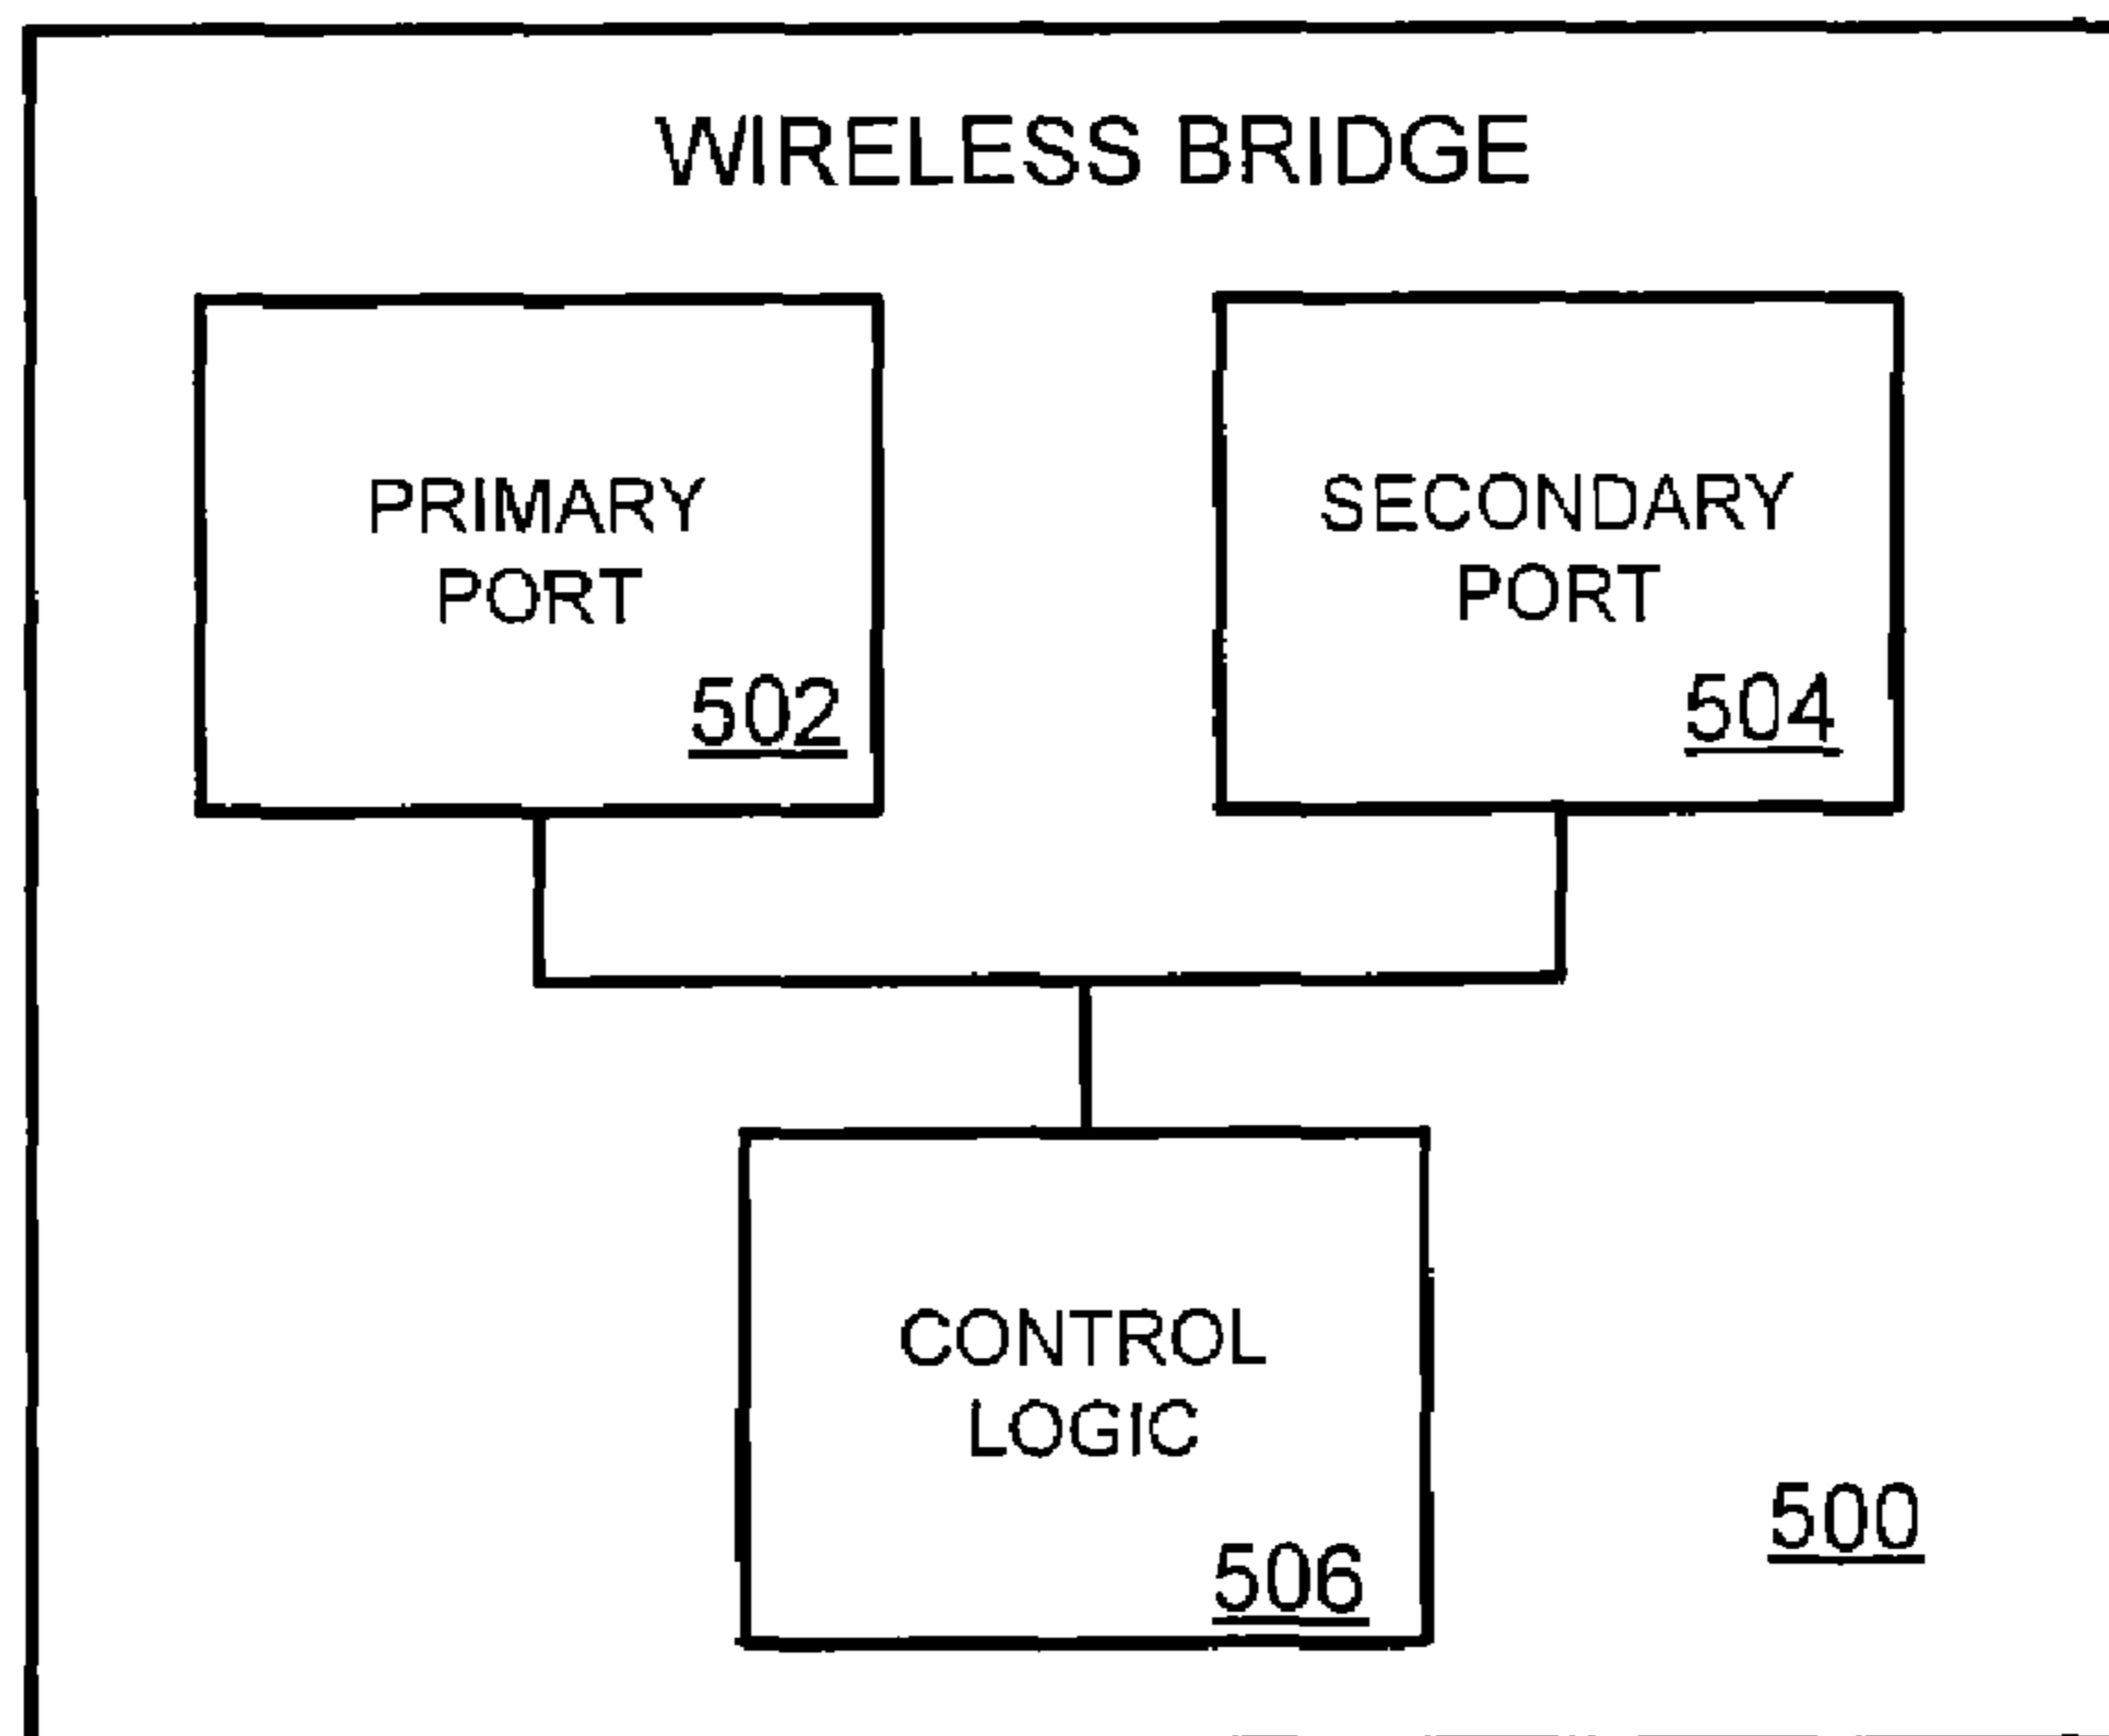 WIRELESS BRIDGE
PRIMARY
PORT
502
SECONDARY
PORT
504
CONTROL
LOGIC
506
500